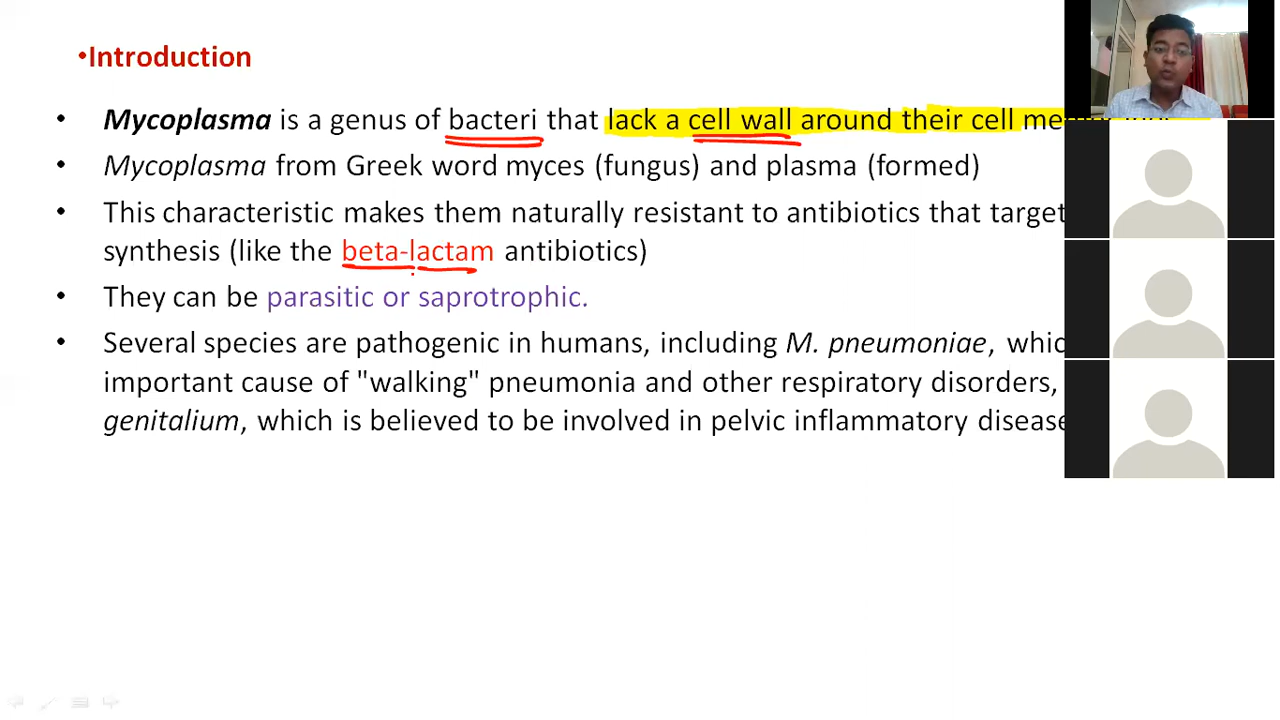 •Introduction
• Mycoplasma is a genus of bacteri that lack a cell wall around their cell
• Mycoplasma from Greek word myces (fungus) and plasma (formed)
• This characteristic makes them naturally resistant to antibiotics that target
synthesis (like the beta-lactam antibiotics)
• They can be parasitic or saprotrophic.
• Several species are pathogenic in humans, including M. pneumoniae,
important cause of "walking" pneumonia and other respiratory disorders,
genitalium, which is believed to be involved in pelvic inflammatory disease